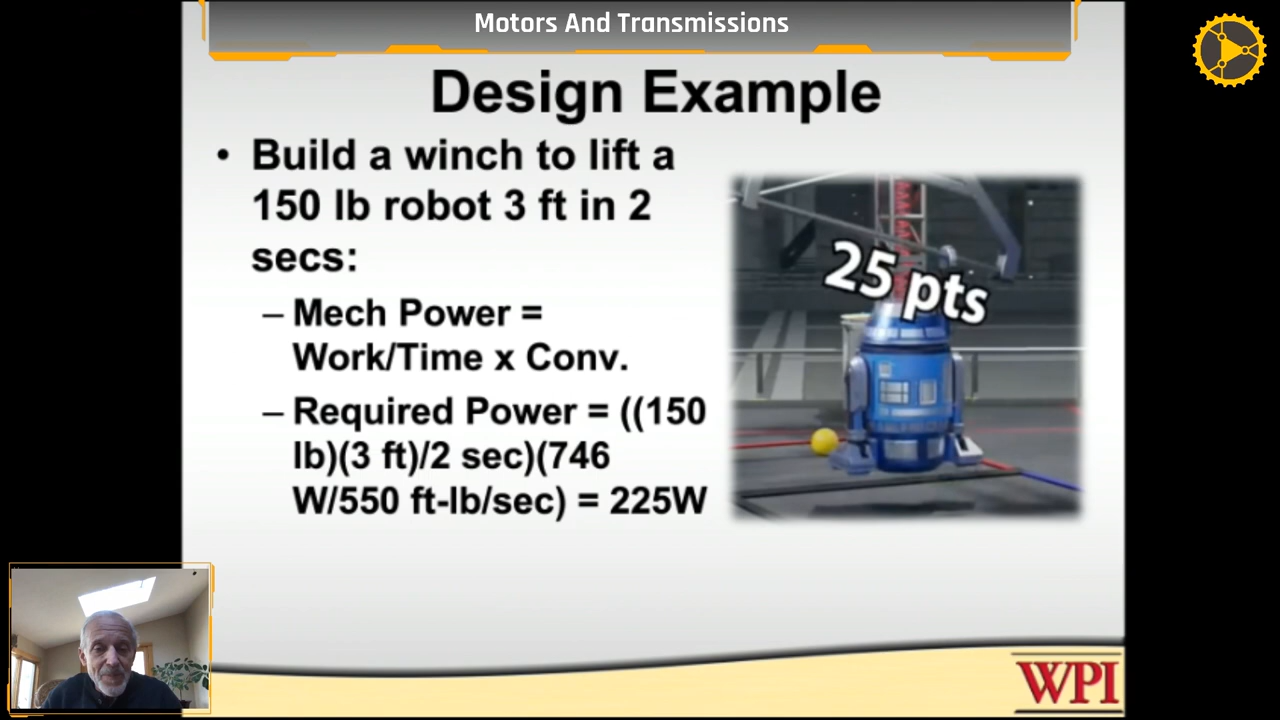 Motors And Transmissions
Design Example
• Build a winch to lift a
150 lb robot 3 ft in 2
secs:
– Mech Power =
Work/Time x Conv.
– Required Power = ((150
lb)(3 ft)/2 sec)(746
W/550 ft-lb/sec) = 225W
25 pts
WPI